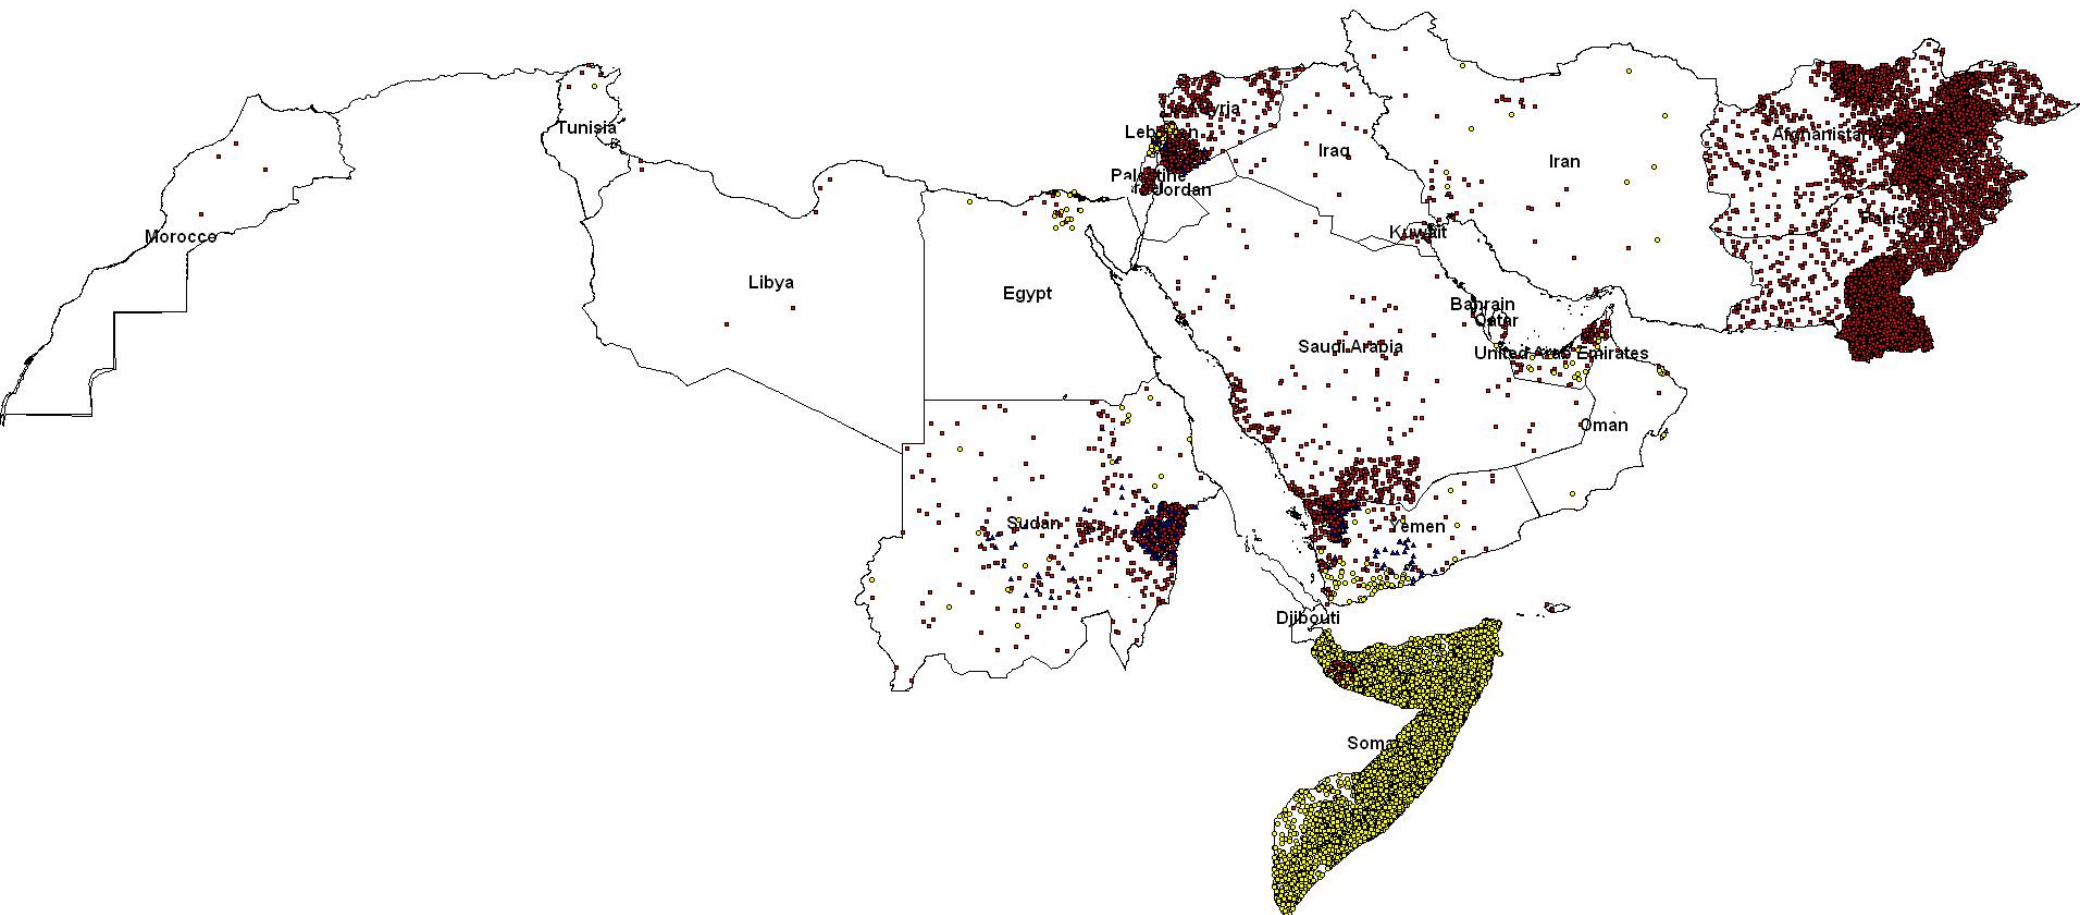 Tunisia
Morocco
Libya
Egypt
Lebanon
Syria
Palestine
Jordan
Iraq
Iran
Kuwait
Afghanistan
Pakistan
Bahrain
Qatar
Saudi Arabia
United Arab Emirates
Oman
Sudan
Yemen
Djibouti